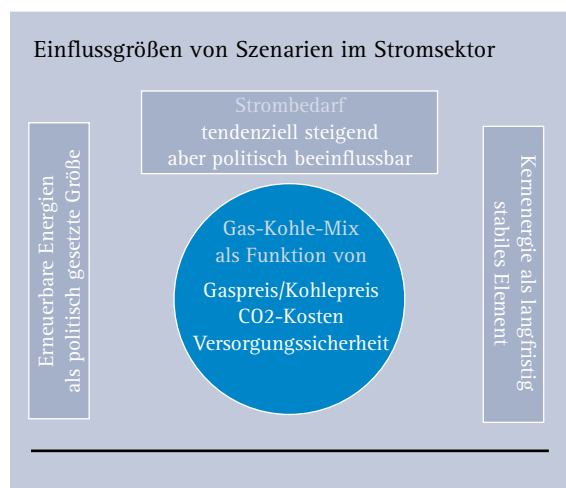 Einflussgrößen von Szenarien im Stromsektor
Strombedarf
tendenziell steigend
aber politisch beeinflussbar
Erneuerbare Energien
als politisch gesetzte Größe
Gas-Kohle-Mix
als Funktion von
Gaspreis/Kohlepreis
CO2-Kosten
Versorgungssicherheit
Kernenergie als langfristig
stabiles Element